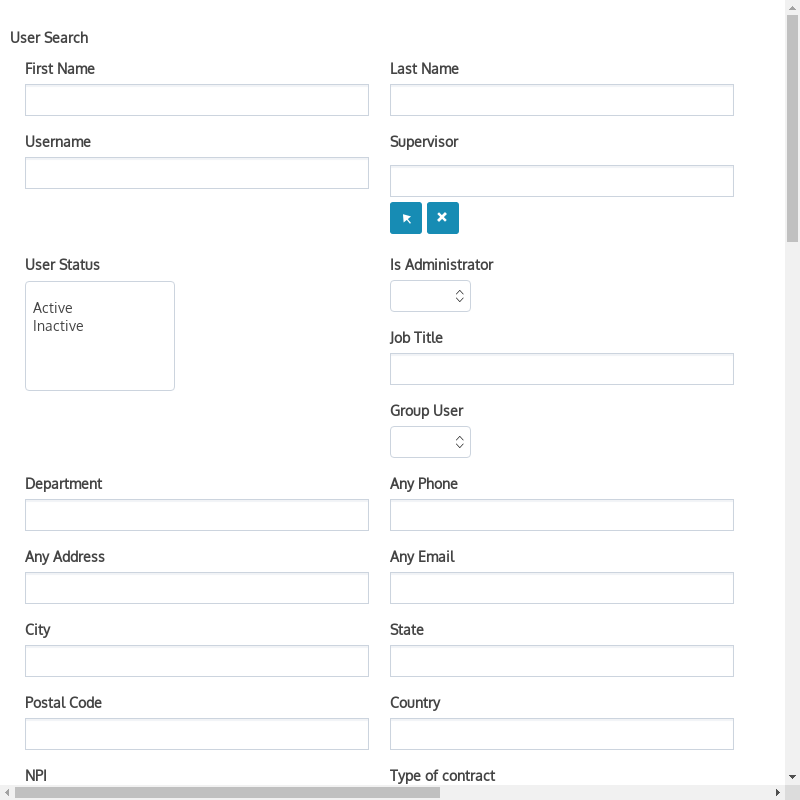 User Search
First Name
Last Name
Username
Supervisor
User Status
Active
Inactive
Is Administrator
Job Title
Group User
Department
Any Phone
Any Address
Any Email
City
State
Postal Code
Country
NPI
Type of contract